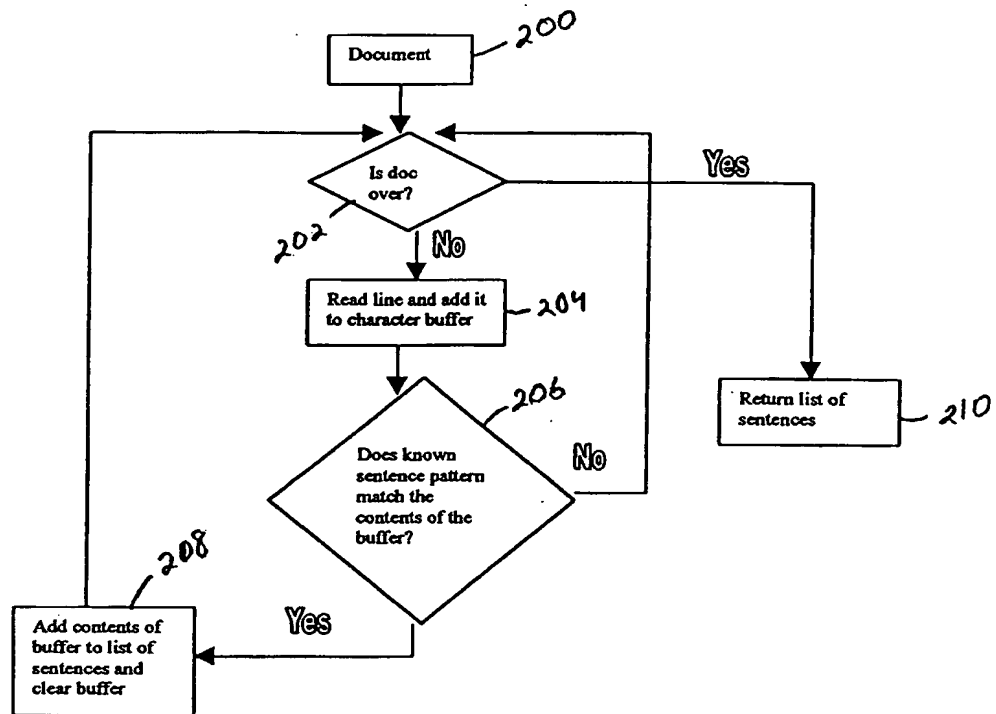 200
Document
Is doc
over?
Yes
202
No
Read line and add it
to character buffer
204
206
Does known
sentence pattern
match the
contents of the
buffer?
No
Return list of
sentences
210
208
Yes
Add contents of
buffer to list of
sentences and
clear buffer